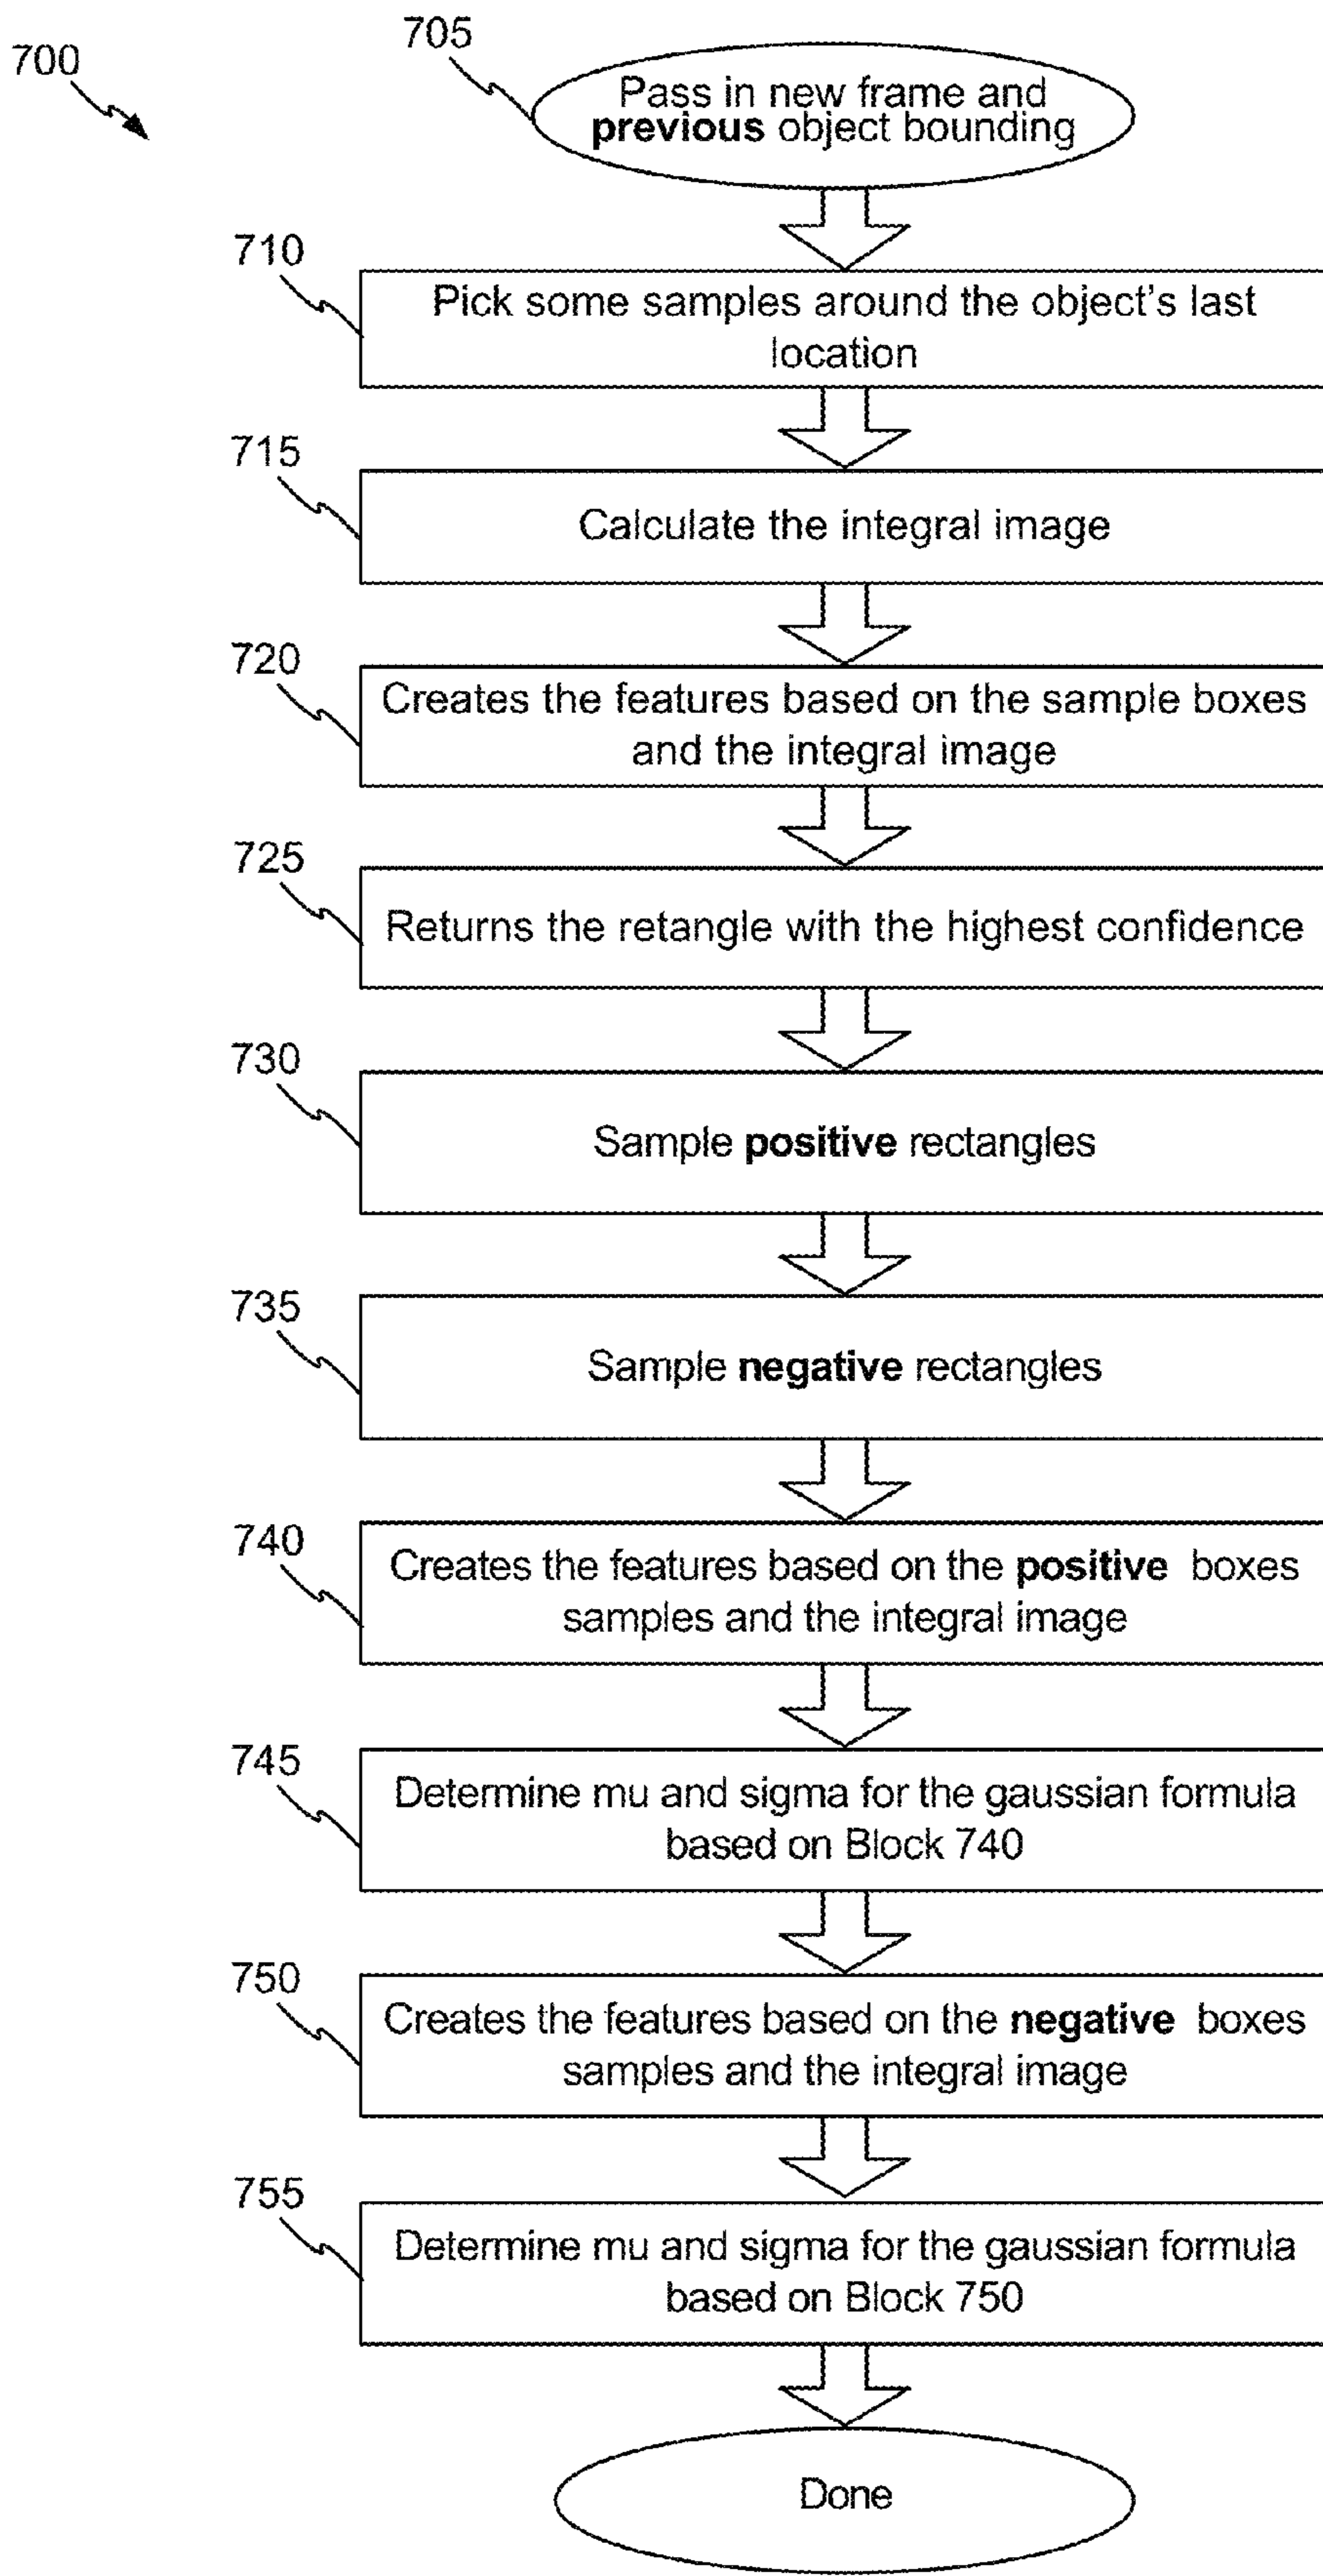 700
705
Pass in new frame and
previous object bounding
710
Pick some samples around the object's last
location
715
Calculate the integral image
720
Creates the features based on the sample boxes
and the integral image
725
Returns the retangle with the highest confidence
730
Sample positive rectangles
735
Sample negative rectangles
740
Creates the features based on the positive boxes
samples and the integral image
745
Determine mu and sigma for the gaussian formula
based on Block 740
750
Creates the features based on the negative boxes
samples and the integral image
755
Determine mu and sigma for the gaussian formula
based on Block 750
Done